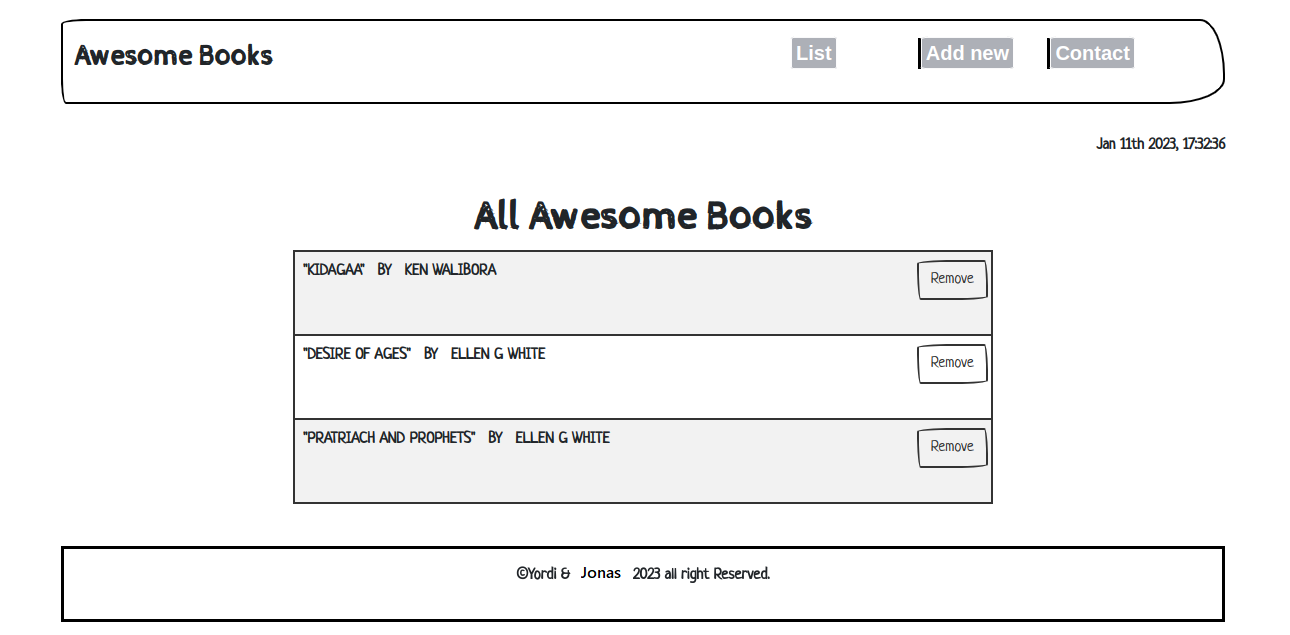 Awesome Books List Add new Contact
Jan 11th 2023, 17:32:36
All Awesome Books
"KIDAGAA" BY KEN WALIBORA Remove
"DESIRE OF AGES" BY ELLEN G WHITE Remove
"PRATRIACH AND PROPHETS" BY ELLEN G WHITE Remove
©Yordi & Jonas 2023 all right Reserved.